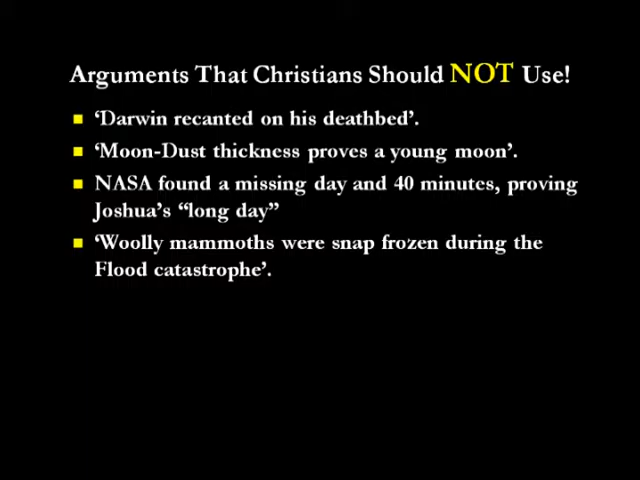 Arguments That Christians Should NOT Use!
‘Darwin recanted on his deathbed’.
‘Moon-Dust thickness proves a young moon’.
NASA found a missing day and 40 minutes, proving
Joshua’s “long day”
‘Woolly mammoths were snap frozen during the
Flood catastrophe’.